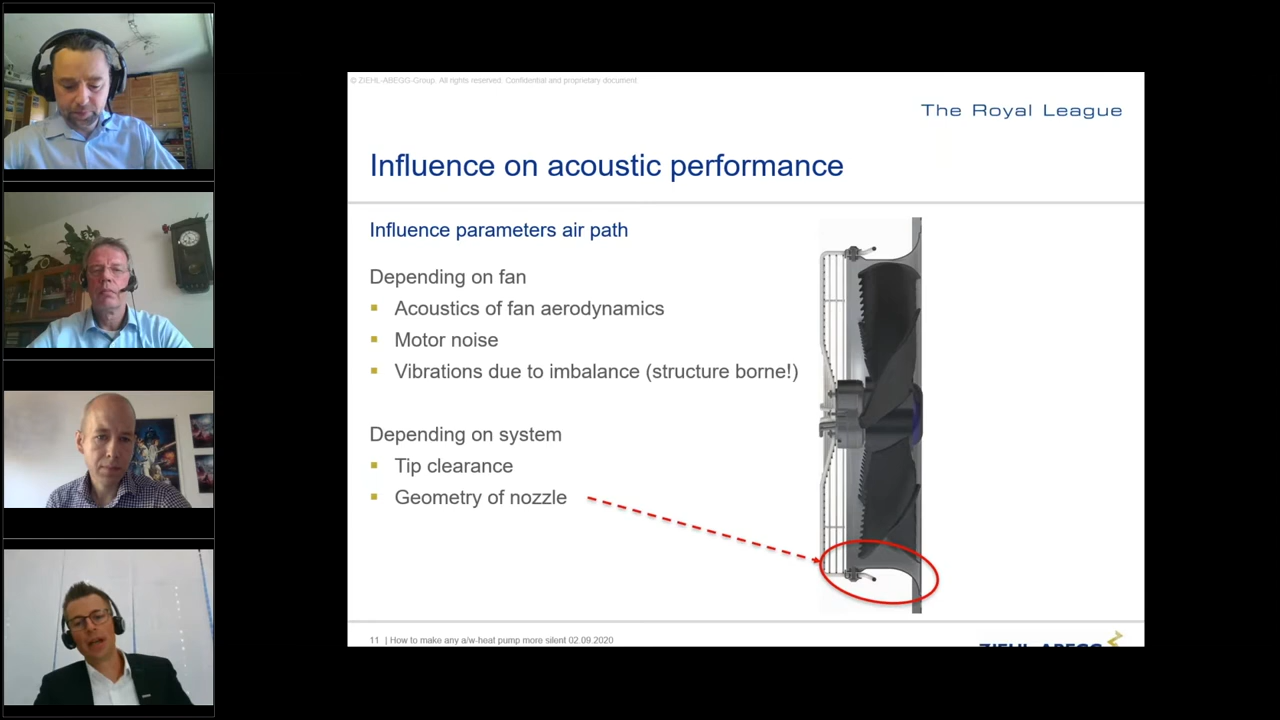 © ZIEHL-ABEGG-Group. All rights reserved. Confidential and proprietary document
The Royal League
Influence on acoustic performance
Influence parameters air path
Depending on fan
Acoustics of fan aerodynamics
Motor noise
Vibrations due to imbalance (structure borne!)
Depending on system
Tip clearance
Geometry of nozzle
11 | How to make any a/w-heat pump more silent 02.09.2020
ZIEHL-ABEGG